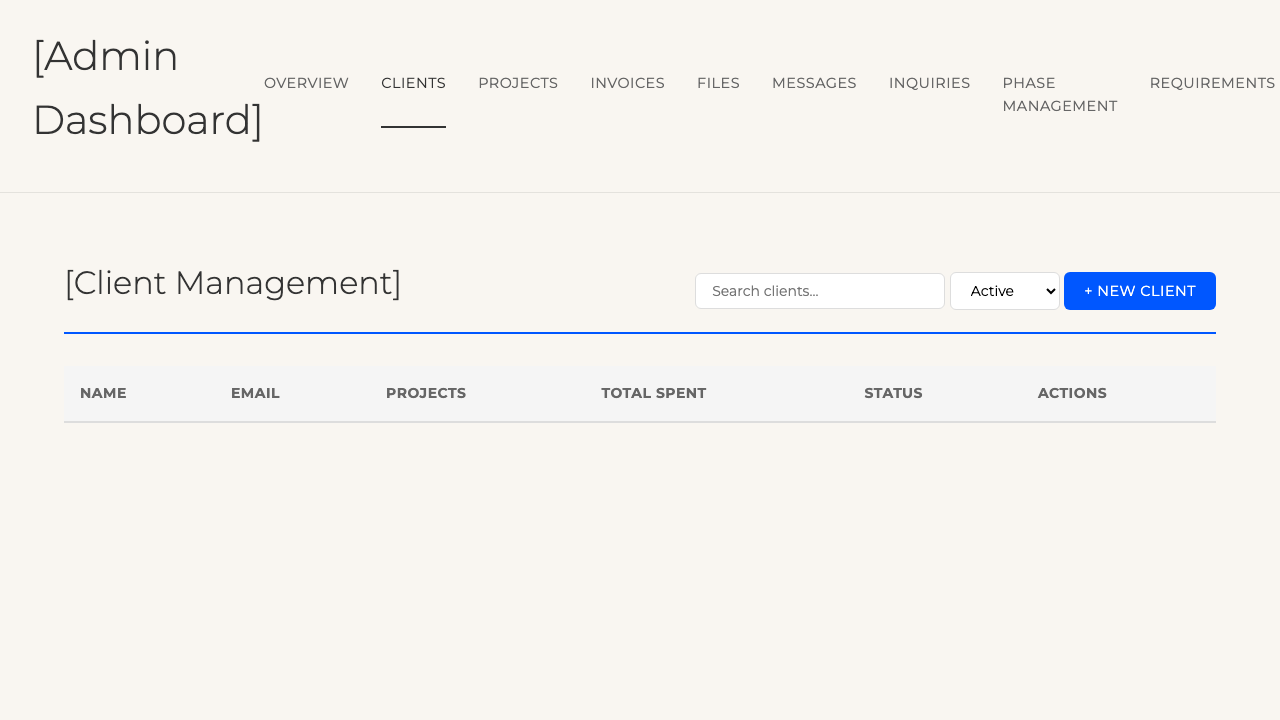 [Admin
Dashboard]
OVERVIEW CLIENTS PROJECTS INVOICES FILES MESSAGES INQUIRIES PHASE MANAGEMENT REQUIREMENTS
[Client Management]
Search clients... Active + NEW CLIENT
NAME EMAIL PROJECTS TOTAL SPENT STATUS ACTIONS